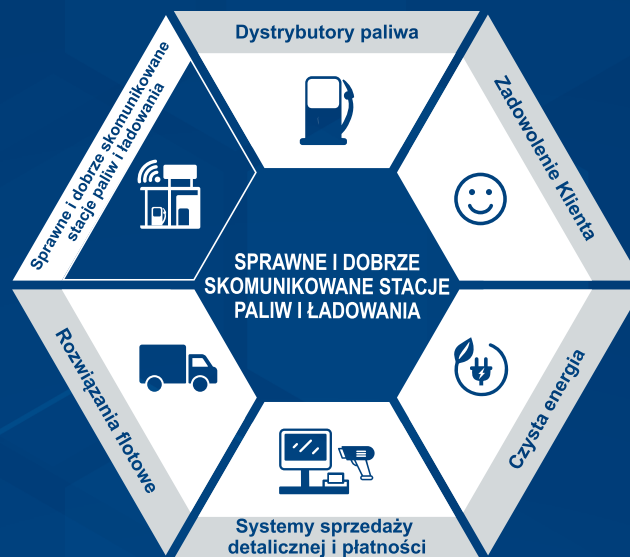 Dystrybutory paliwa
Zadowolenie Klienta
Czysta energia
Systemy sprzedaży
detalicznej i płatności
Rozwiązania flotowe
Sprawne i dobrze skomunikowane
stacje paliw i ładowania
SPRAWNE I DOBRZE
SKOMUNIKOWANE STACJE
PALIW I ŁADOWANIA